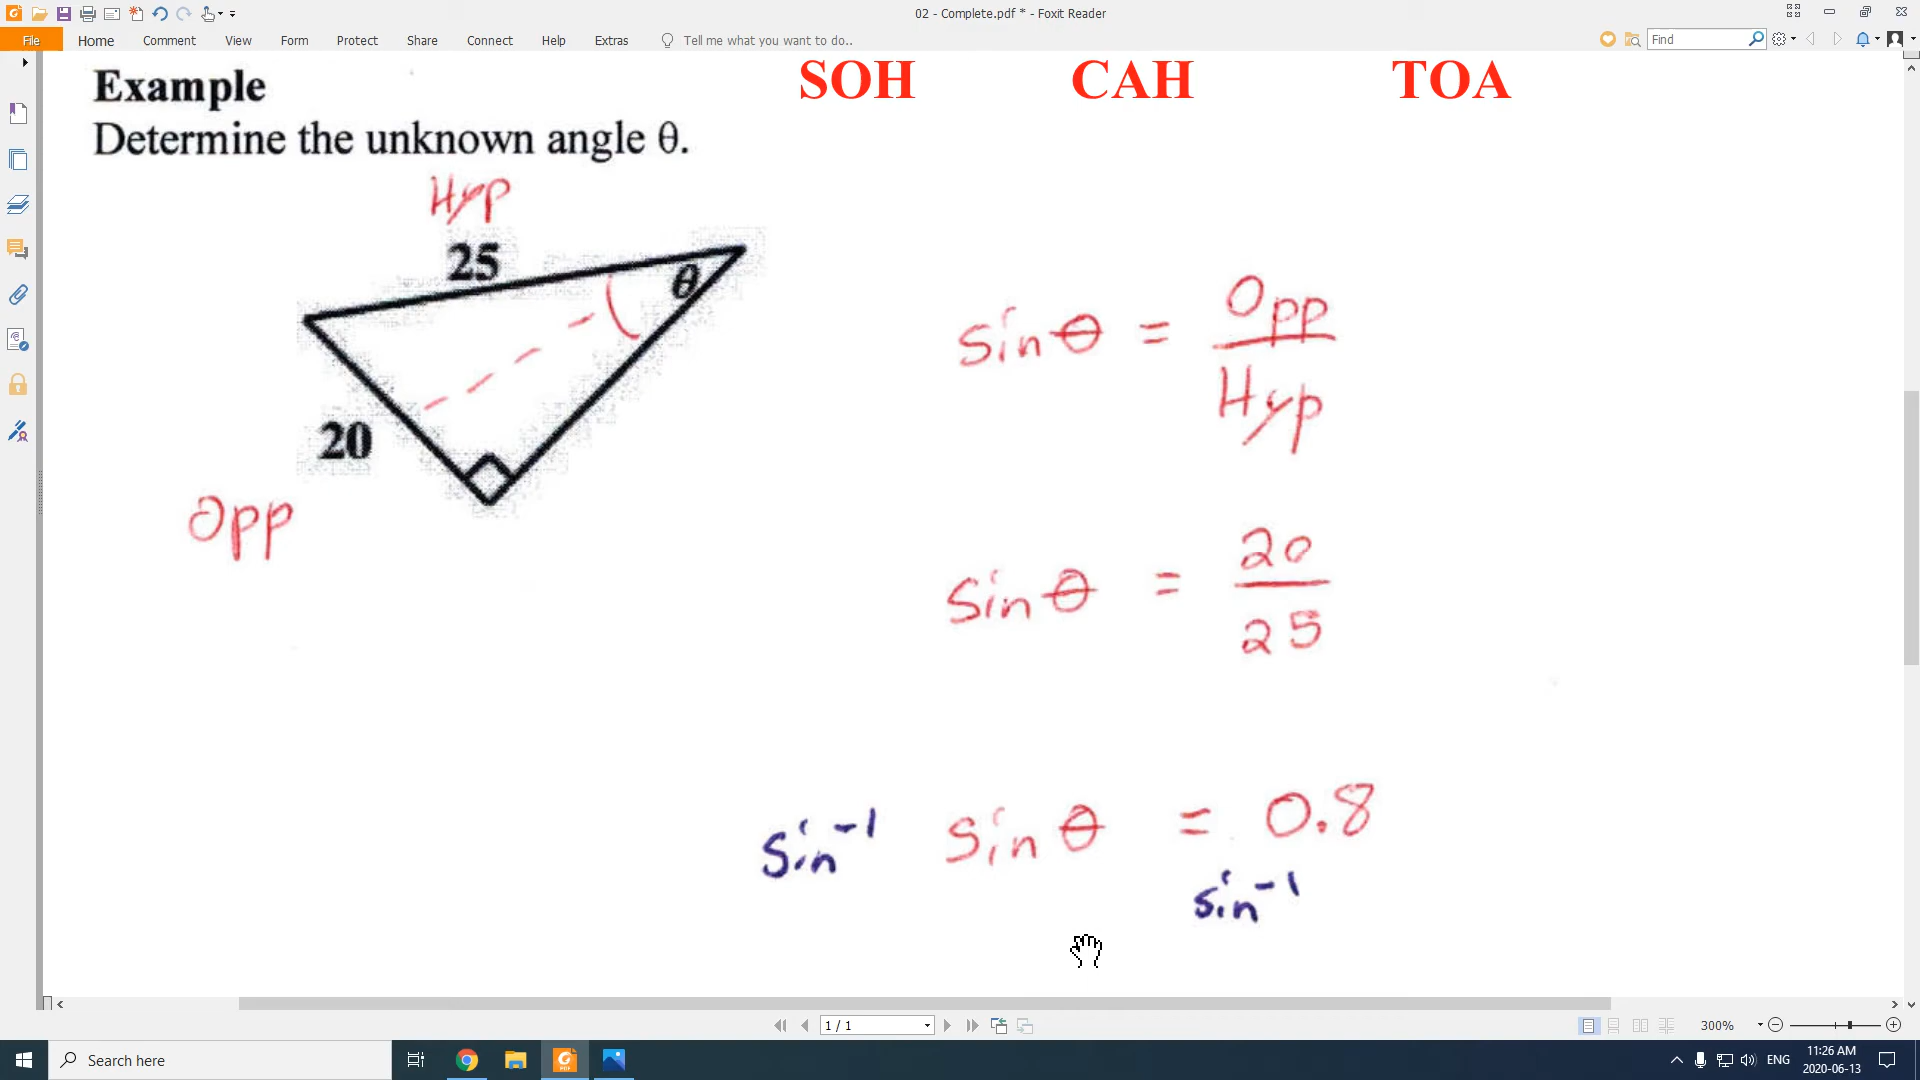 02 - Complete.pdf * - Foxit Reader
File Home Comment View Form Protect Share Connect Help Extras Tell me what you want to do.. Find
Example
SOH CAH TOA
Determine the unknown angle θ.
Hyp
25
θ
20
Opp
sin θ = Opp
Hyp
sin θ = 20
25
sin⁻¹ sin θ = 0.8
sin⁻¹
1 / 1
300%
Search here
ENG
11:26 AM
2020-06-13